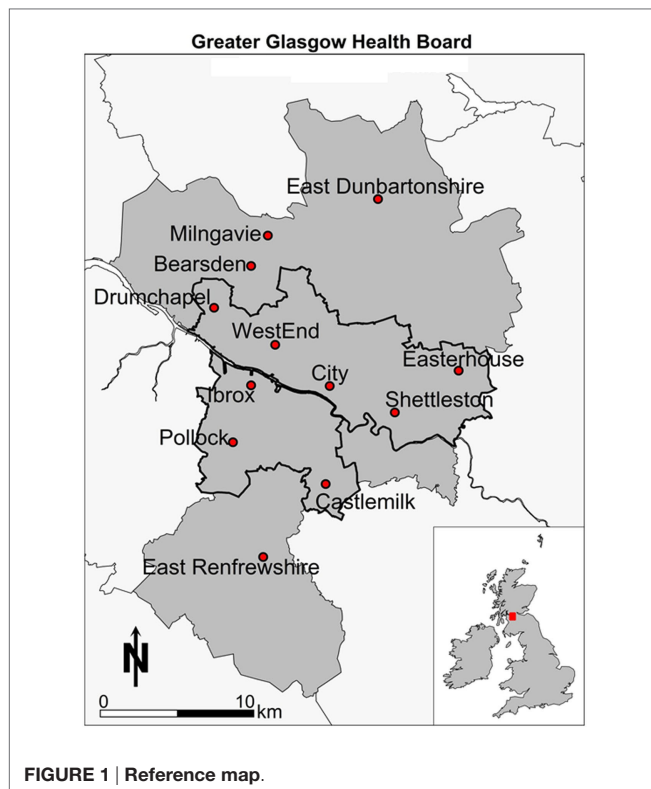 Greater Glasgow Health Board
East Dunbartonshire
Milngavie
Bearsden
Drumchapel
WestEnd
Easterhouse
City
Ibrox
Shettleston
Pollock
Castlemilk
East Renfrewshire
N
0 10
km
FIGURE 1 | Reference map.